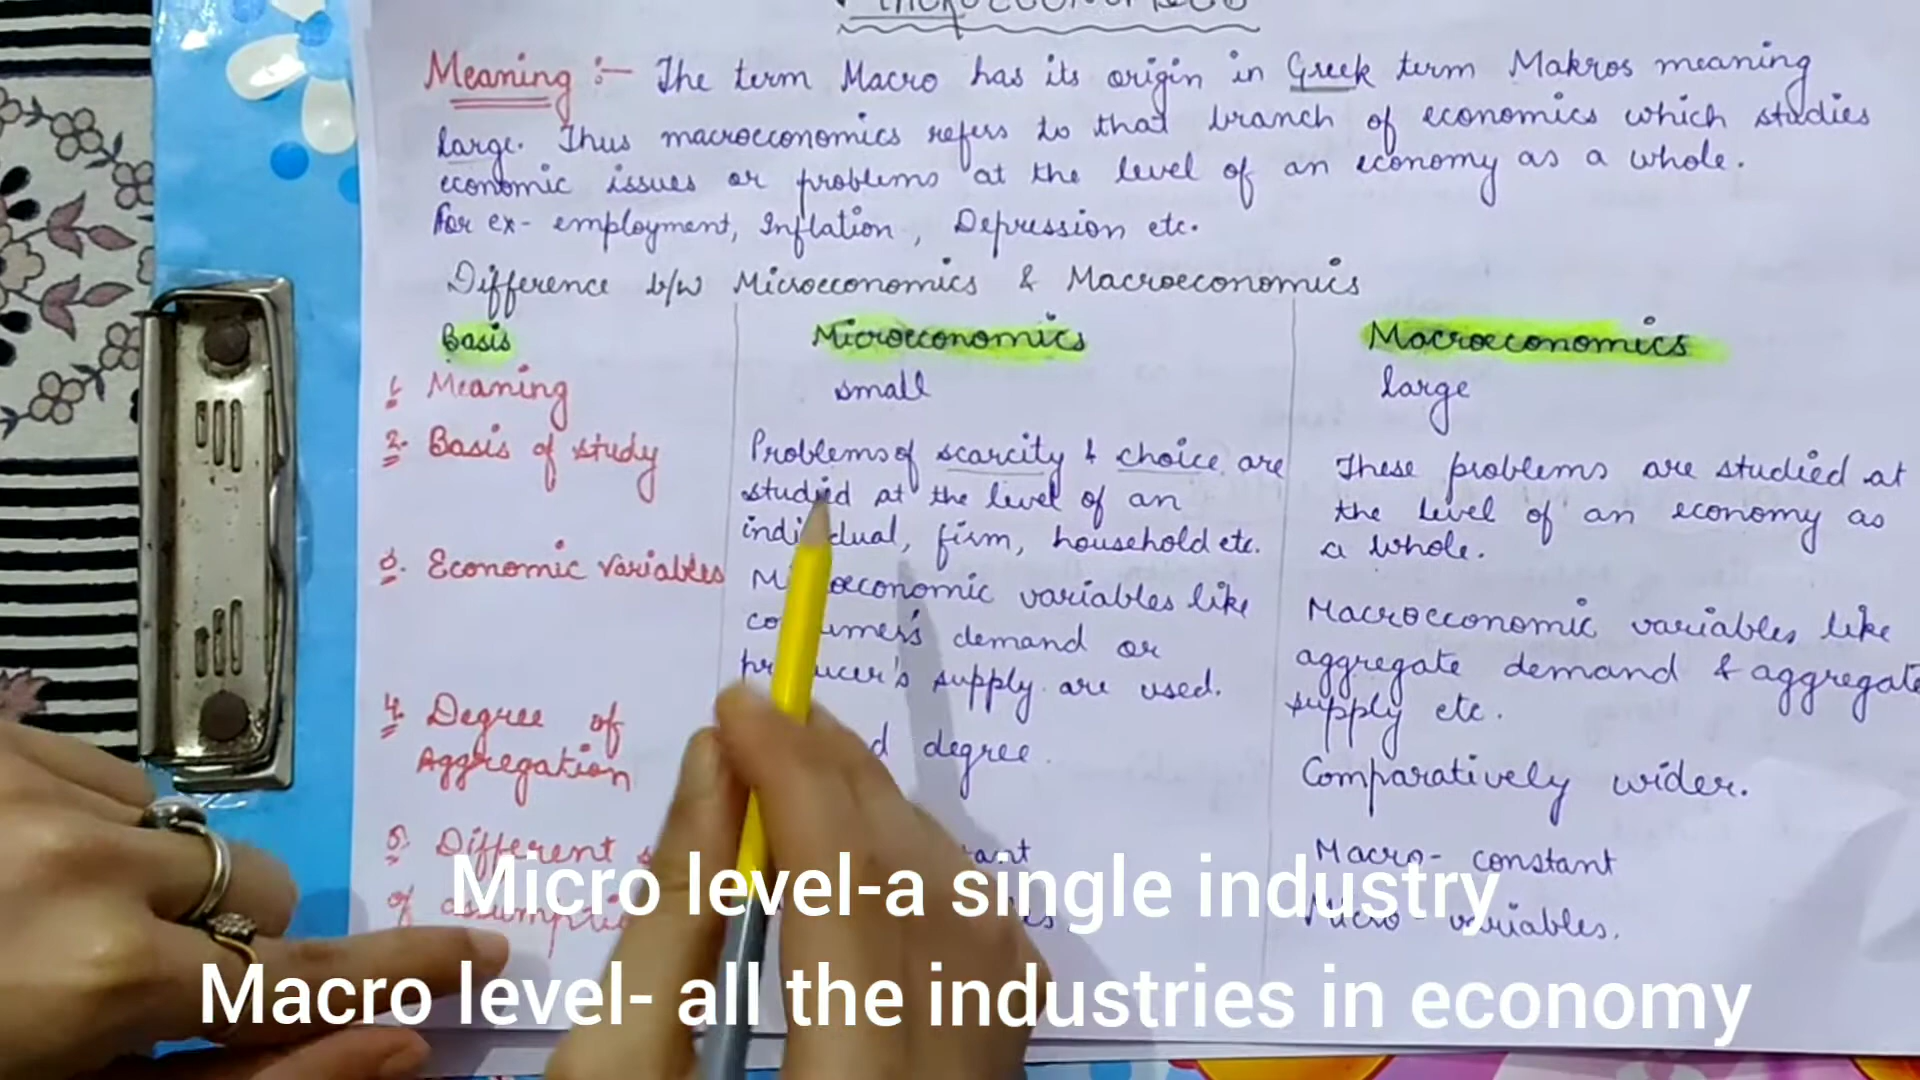 Meaning :- The term Macro has its origin in Greek term Makros meaning
large. Thus macroeconomics refers to that branch of economics which studies
economic issues or problems at the level of an economy as a whole.
For ex- employment, Inflation, Depression etc.
Difference b/w Microeconomics & Macroeconomics
Basis Microeconomics Macroeconomics
1. Meaning small large
2. Basis of study
Problems of scarcity & choice are
studied at the level of an
individual, firm, household etc.
These problems are studied at
the level of an economy as
a whole.
3. Economic variables
variables like
demand or
supply are used.
Macroeconomic variables like
aggregate demand & aggregate
supply etc.
4. Degree of
Aggregation
degree.
Comparatively wider.
5. Different
of
Macro- constant
Micro- variables.
Micro level-a single industry
Macro level- all the industries in economy